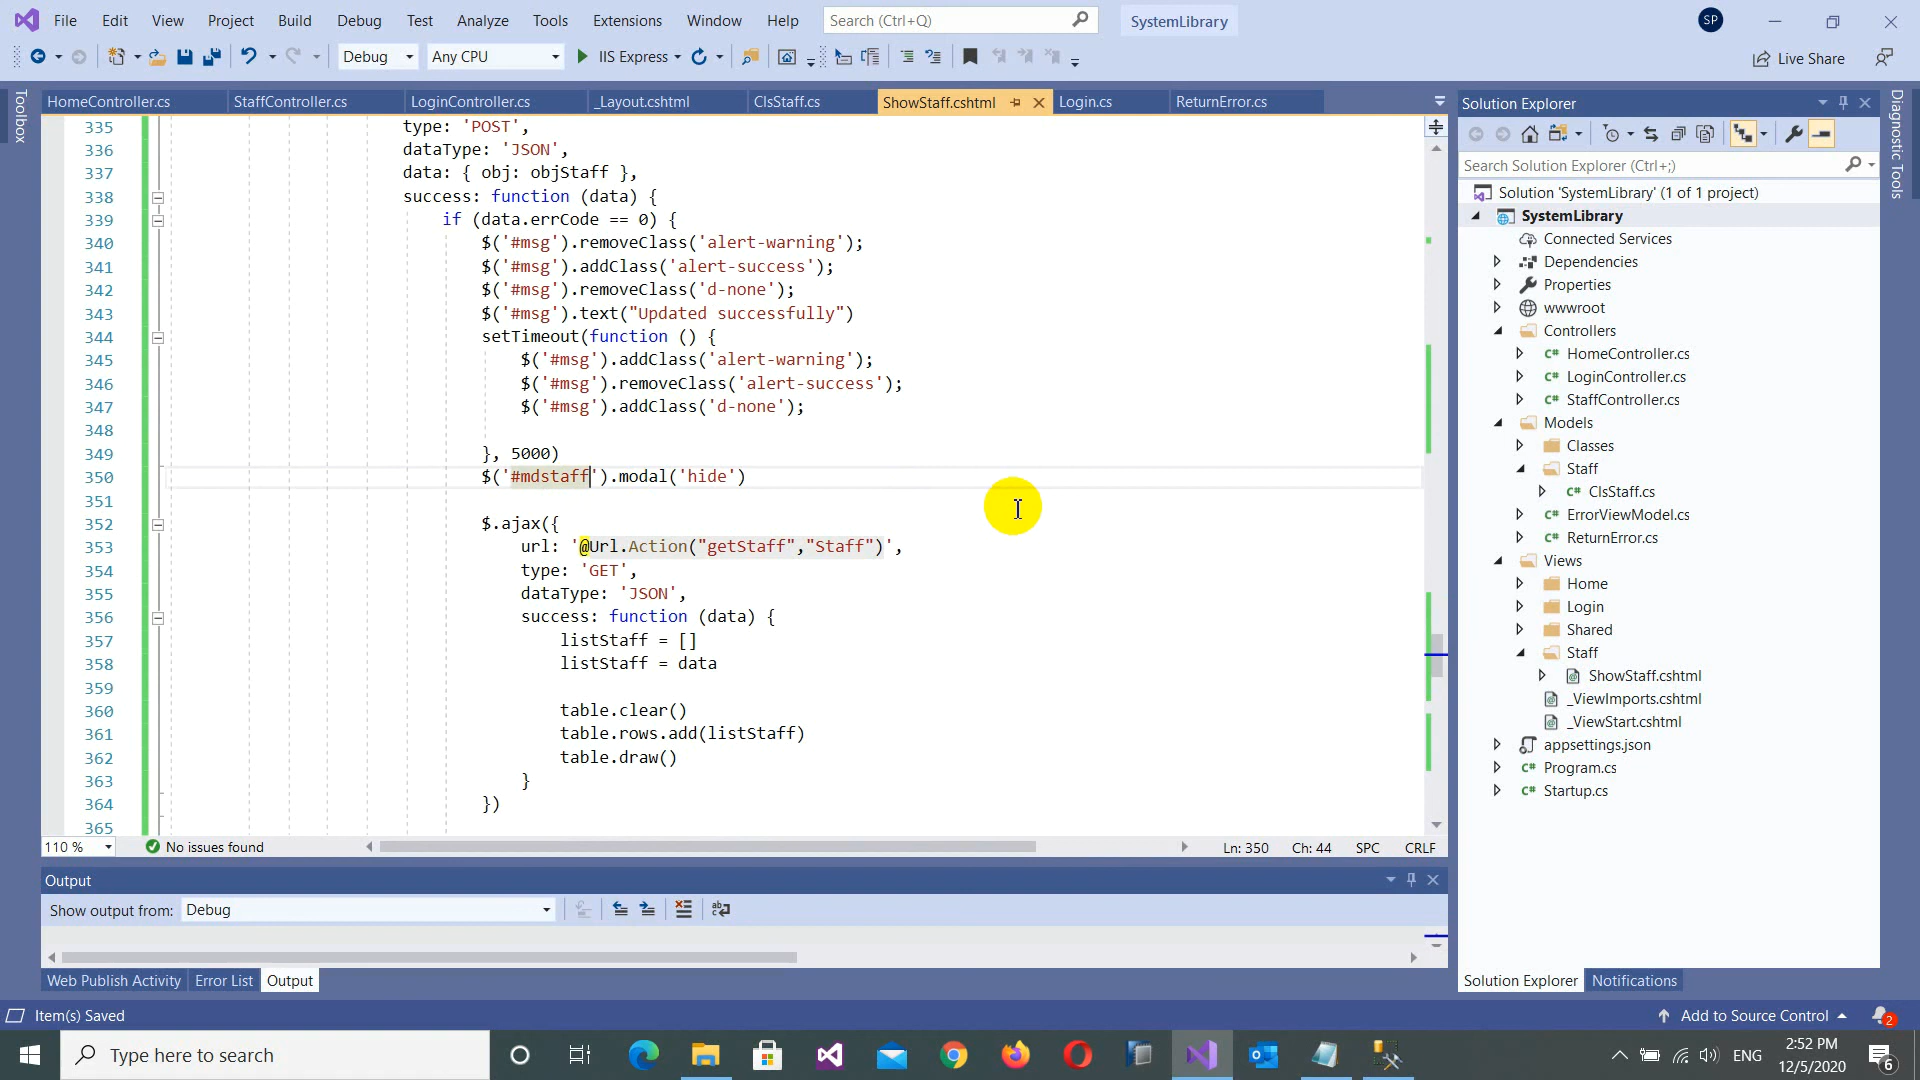 File Edit View Project Build Debug Test Analyze Tools Extensions Window Help Search (Ctrl+Q) SystemLibrary SP
Debug Any CPU IIS Express Live Share
HomeController.cs StaffController.cs LoginController.cs _Layout.cshtml ClsStaff.cs ShowStaff.cshtml Login.cs ReturnError.cs
335 type: 'POST',
336 dataType: 'JSON',
337 data: { obj: objStaff },
338 success: function (data) {
339 if (data.errCode == 0) {
340 $('#msg').removeClass('alert-warning');
341 $('#msg').addClass('alert-success');
342 $('#msg').removeClass('d-none');
343 $('#msg').text("Updated successfully")
344 setTimeout(function () {
345 $('#msg').addClass('alert-warning');
346 $('#msg').removeClass('alert-success');
347 $('#msg').addClass('d-none');
348
349 }, 5000)
350 $('#mdstaff').modal('hide')
351
352 $.ajax({
353 url: '@Url.Action("getStaff","Staff")',
354 type: 'GET',
355 dataType: 'JSON',
356 success: function (data) {
357 listStaff = []
358 listStaff = data
359
360 table.clear()
361 table.rows.add(listStaff)
362 table.draw()
363 }
364 })
365
110 % No issues found Ln: 350 Ch: 44 SPC CRLF
Output
Show output from: Debug
Web Publish Activity Error List Output
Toolbox
Solution Explorer
Search Solution Explorer (Ctrl+;)
Solution 'SystemLibrary' (1 of 1 project)
SystemLibrary
Connected Services
Dependencies
Properties
wwwroot
Controllers
C# HomeController.cs
C# LoginController.cs
C# StaffController.cs
Models
Classes
Staff
C# ClsStaff.cs
C# ErrorViewModel.cs
C# ReturnError.cs
Views
Home
Login
Shared
Staff
ShowStaff.cshtml
_ViewImports.cshtml
_ViewStart.cshtml
appsettings.json
C# Program.cs
C# Startup.cs
Solution Explorer Notifications
Diagnostic Tools
Item(s) Saved Add to Source Control 2
Type here to search ENG 2:52 PM
12/5/2020 6